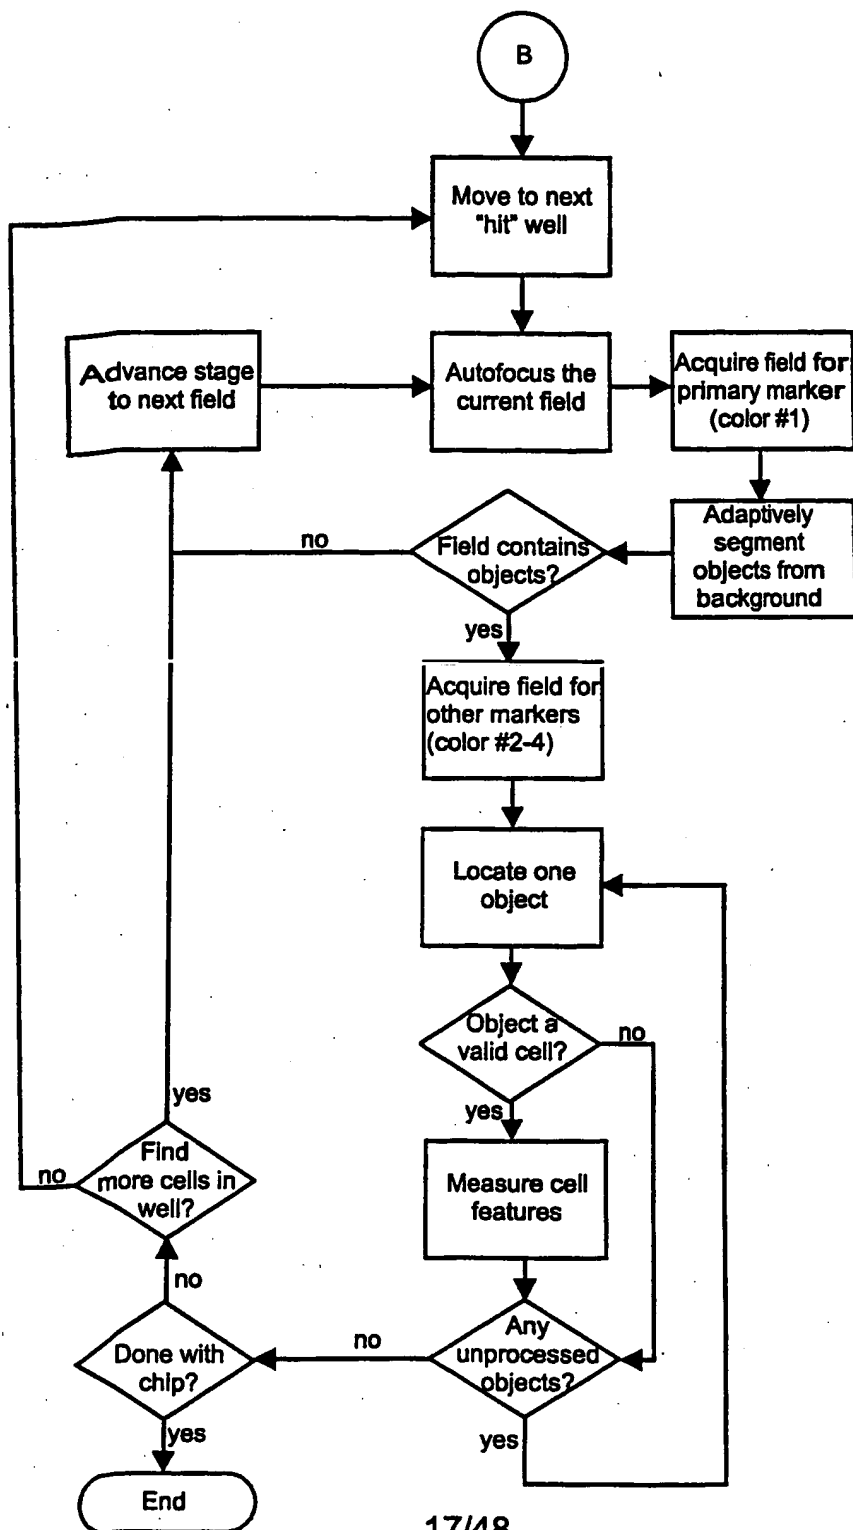 B
Move to next
"hit" well
Advance stage
to next field
Autofocus the
current field
Acquire field for
primary marker
(color #1)
Adaptively
segment
objects from
background
Field contains
objects?
no
yes
Acquire field for
other markers
(color #2-4)
Locate one
object
Object a
valid cell?
no
yes
Measure cell
features
Any
unprocessed
objects?
yes
no
Done with
chip?
no
yes
Find
more cells in
well?
yes
no
End
17/48